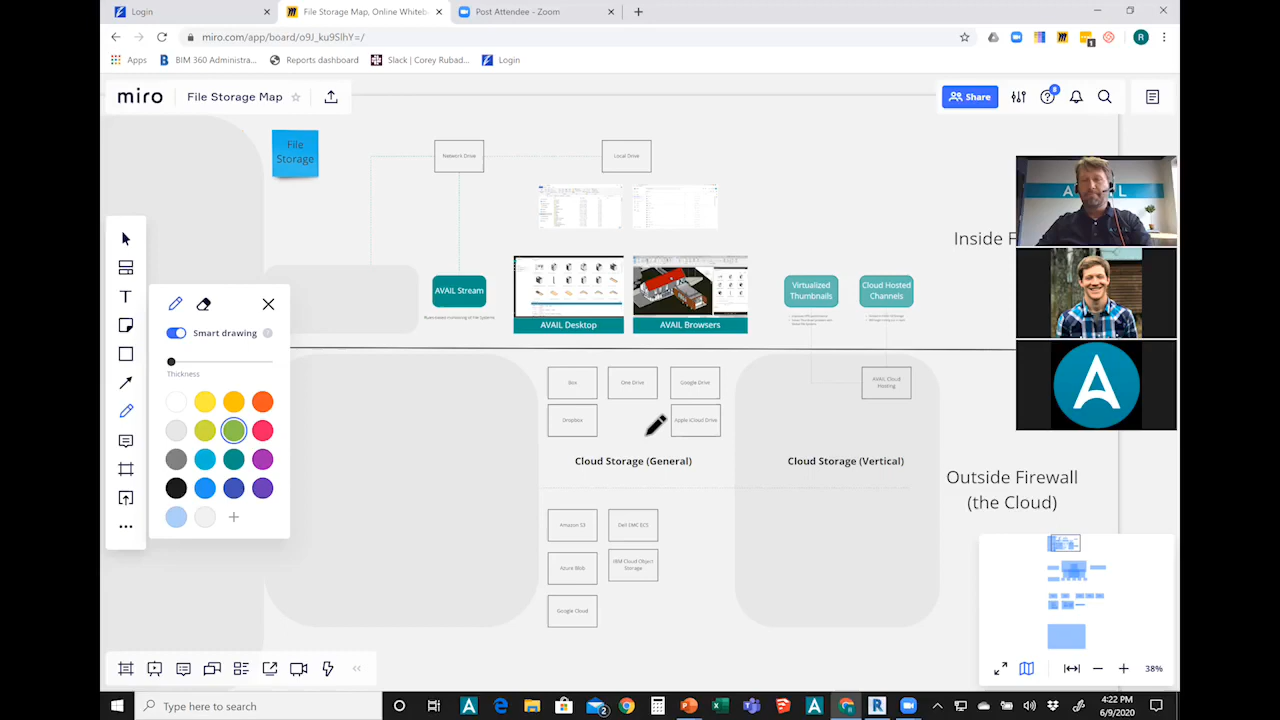 Login
File Storage Map, Online Whiteb
Post Attendee - Zoom
miro.com/app/board/o9J_ku9SlhY=/
R
Apps
BIM 360 Administra...
Reports dashboard
Slack | Corey Rubad...
Login
miro
File Storage Map
Share
File
Storage
Network Drive
Local Drive
AVAIL
Inside F
AVAIL Stream
AVAIL Desktop
AVAIL Browsers
Virtualized
Thumbnails
Cloud Hosted
Channels
Smart drawing
Thickness
Box
One Drive
Google Drive
AVAIL Cloud
Hosting
Dropbox
Apple iCloud Drive
Cloud Storage (General)
Cloud Storage (Vertical)
Outside Firewall
(the Cloud)
Amazon S3
Dell EMC ECS
Azure Blob
IBM Cloud Object
Storage
Google Cloud
38%
Type here to search
4:22 PM
6/9/2020